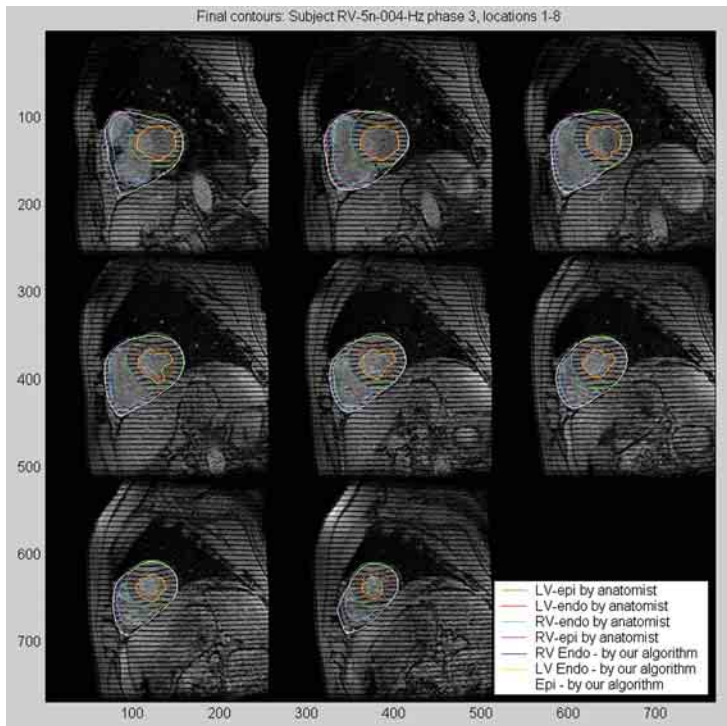 Final contours: Subject RV-5n-004-Hz phase 3, locations 1-8
100
200
300
400
500
600
700
LV-epi by anatomist
LV-endo by anatomist
RV-endo by anatomist
RV-epi by anatomist
RV Endo - by our algorithm
LV Endo - by our algorithm
Epi - by our algorithm
100 200 300 400 500 600 700